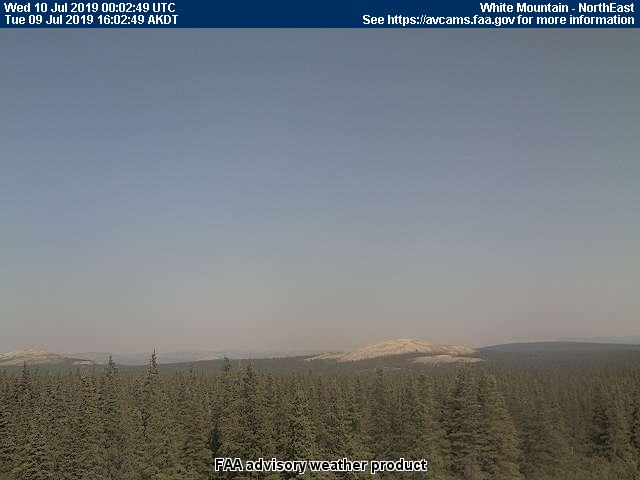 Wed 10 Jul 2019 00:02:49 UTC
White Mountain - NorthEast
Tue 09 Jul 2019 16:02:49 AKDT
See https://avcams.faa.gov for more information
FAA advisory weather product